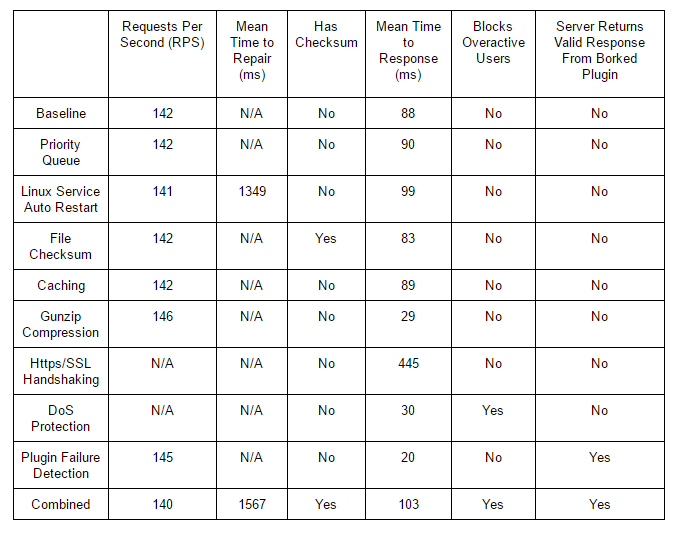 Requests Per Second (RPS) Mean Time to Repair (ms) Has Checksum Mean Time to Response (ms) Blocks Overactive Users Server Returns Valid Response From Borked Plugin
Baseline 142 N/A No 88 No No
Priority Queue 142 N/A No 90 No No
Linux Service Auto Restart 141 1349 No 99 No No
File Checksum 142 N/A Yes 83 No No
Caching 142 N/A No 89 No No
Gunzip Compression 146 N/A No 29 No No
Https/SSL Handshaking N/A N/A No 445 No No
DoS Protection N/A N/A No 30 Yes No
Plugin Failure Detection 145 N/A No 20 No Yes
Combined 140 1567 Yes 103 Yes Yes